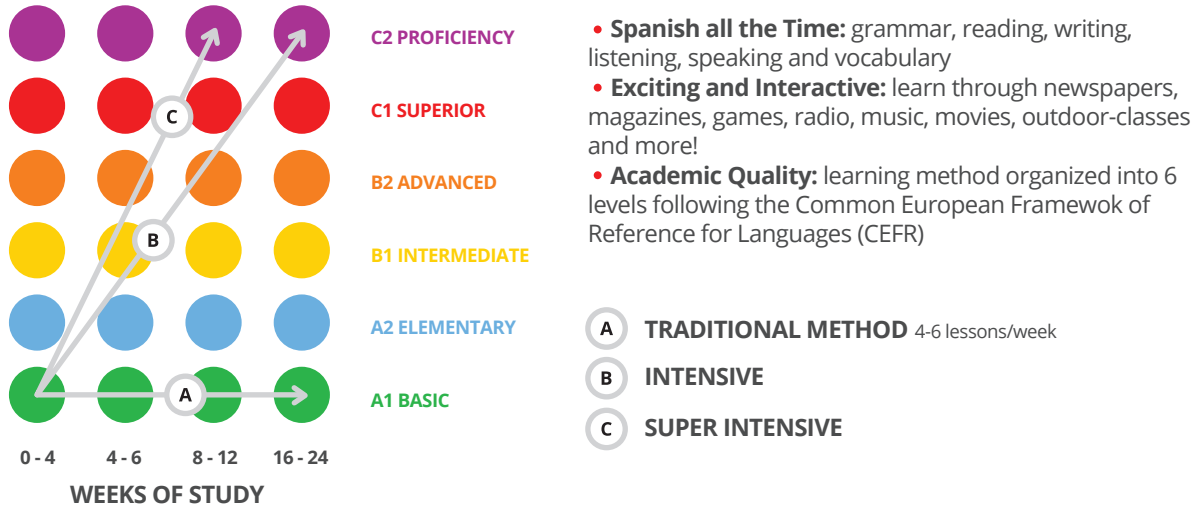 C2 PROFICIENCY
C1 SUPERIOR
B2 ADVANCED
B1 INTERMEDIATE
A2 ELEMENTARY
A1 BASIC
C
B
A
0 - 4
4 - 6
8 - 12
16 - 24
WEEKS OF STUDY
• Spanish all the Time: grammar, reading, writing,
listening, speaking and vocabulary
• Exciting and Interactive: learn through newspapers,
magazines, games, radio, music, movies, outdoor-classes
and more!
• Academic Quality: learning method organized into 6
levels following the Common European Framewok of
Reference for Languages (CEFR)
A TRADITIONAL METHOD 4-6 lessons/week
B INTENSIVE
C SUPER INTENSIVE